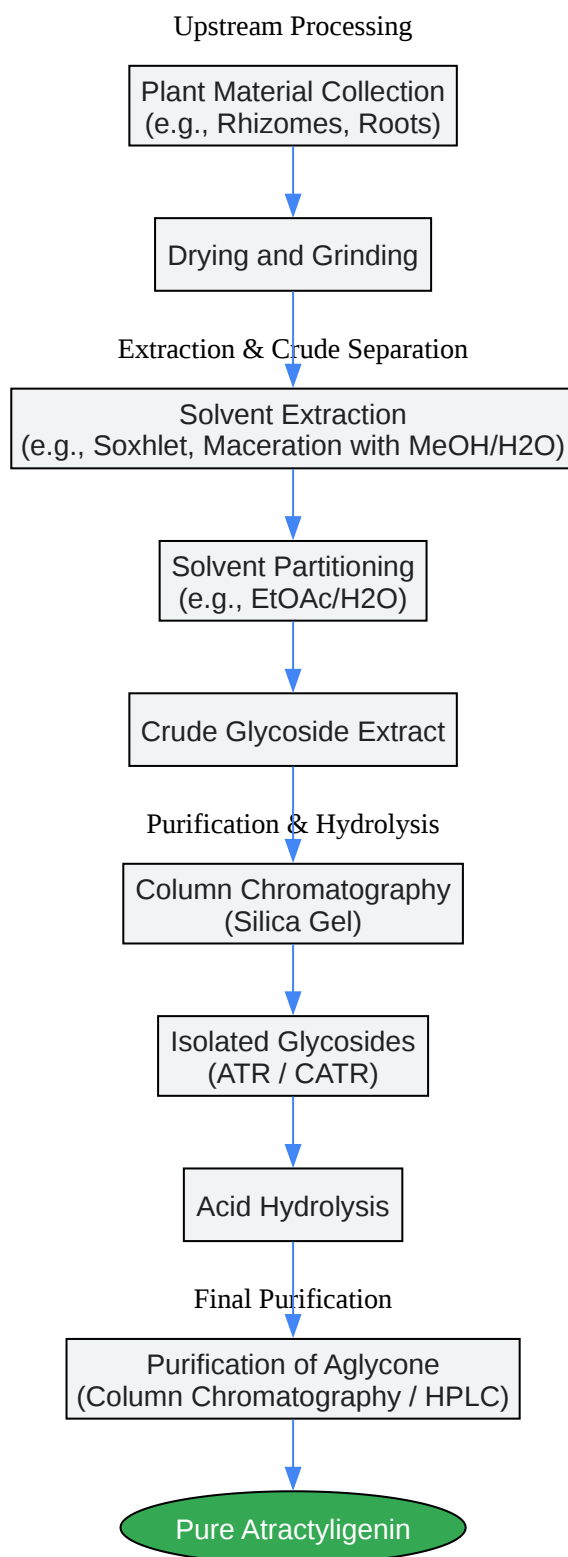 Upstream Processing
Plant Material Collection
(e.g., Rhizomes, Roots)
Drying and Grinding
Extraction & Crude Separation
Solvent Extraction
(e.g., Soxhlet, Maceration with MeOH/H2O)
Solvent Partitioning
(e.g., EtOAc/H2O)
Crude Glycoside Extract
Purification & Hydrolysis
Column Chromatography
(Silica Gel)
Isolated Glycosides
(ATR / CATR)
Acid Hydrolysis
Final Purification
Purification of Aglycone
(Column Chromatography / HPLC)
Pure Atractyligenin